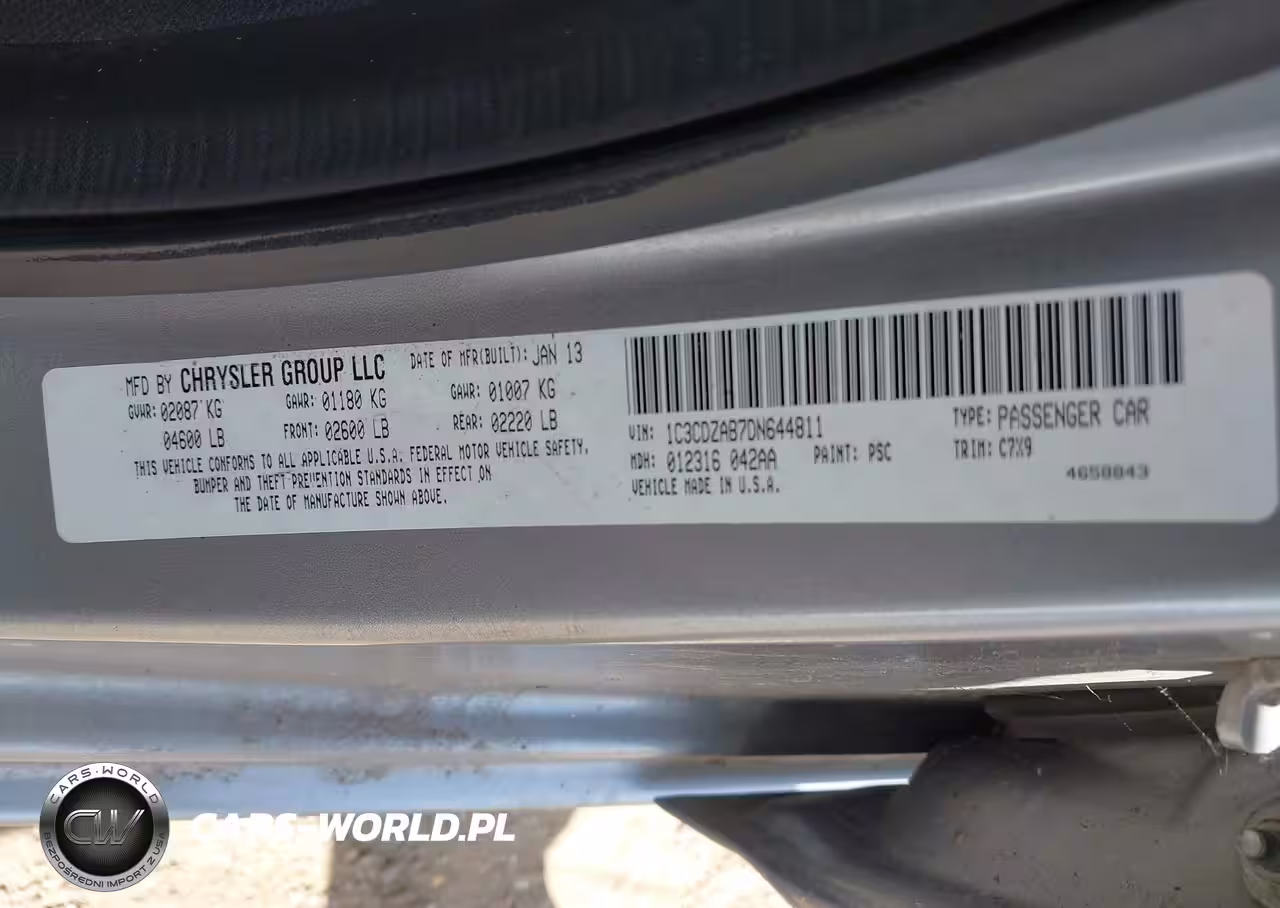 MFD BY CHRYSLER GROUP LLC DATE OF MFR(BUILT): JAN 13
GVWR: 02087 KG GAWR: 01180 KG GAWR: 01007 KG
04600 LB FRONT: 02600 LB REAR: 02220 LB
THIS VEHICLE CONFORMS TO ALL APPLICABLE U.S.A. FEDERAL MOTOR VEHICLE SAFETY,
BUMPER AND THEFT PREVENTION STANDARDS IN EFFECT ON
THE DATE OF MANUFACTURE SHOWN ABOVE.
VIN: 1C3CDZAB7DN644811 TYPE: PASSENGER CAR
MDH: 012316 042AA PAINT: PSC TRIM: C7X9
VEHICLE MADE IN U.S.A. 4658843
CARS-WORLD
CW
BEZPOŚREDNI IMPORT Z USA
CARS-WORLD.PL